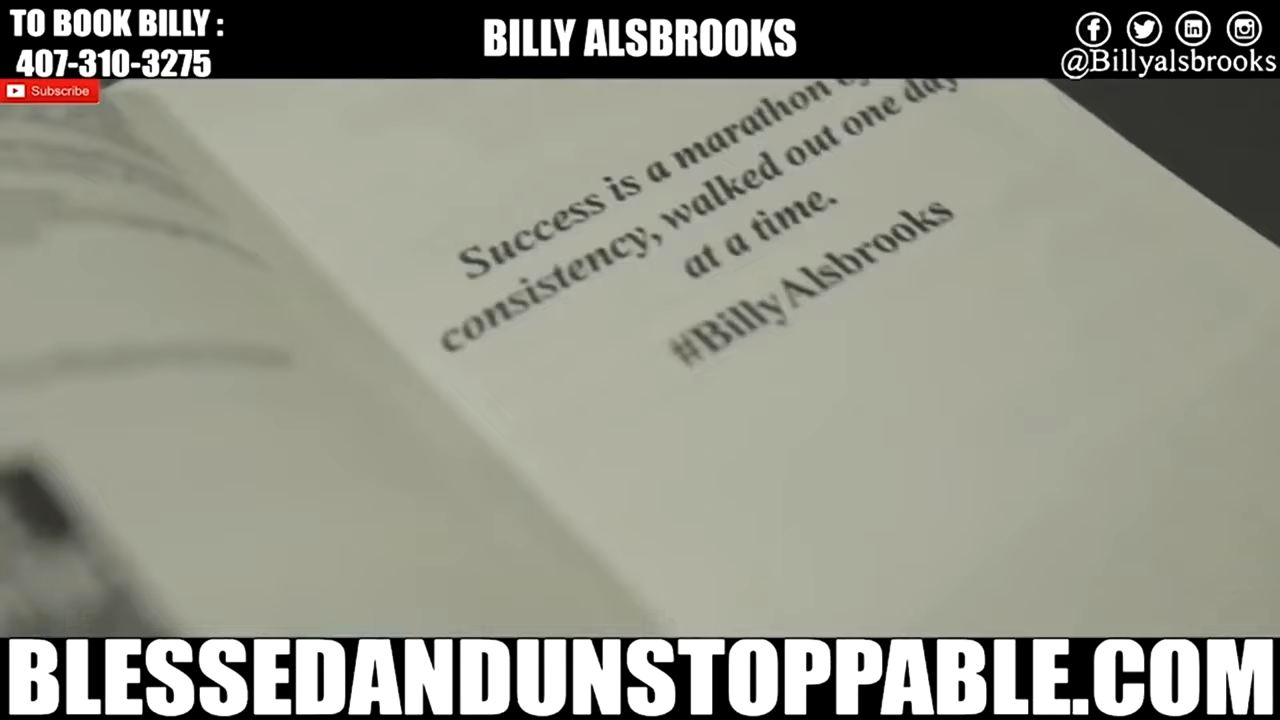 TO BOOK BILLY :
407-310-3275
BILLY ALSBROOKS
@Billyalsbrooks
Subscribe
Success is a marathon
consistency, walked out one day
at a time.
#BillyAlsbrooks
BLESSEDANDUNSTOPPABLE.COM